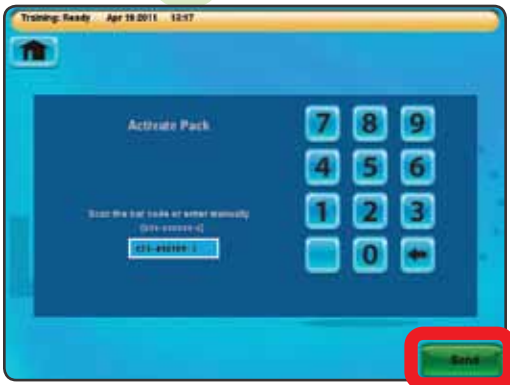 Training: Ready Apr 19 2011 13:17
Activate Pack
7 8 9
4 5 6
1 2 3
0
Scan the bar code or enter manually
Send